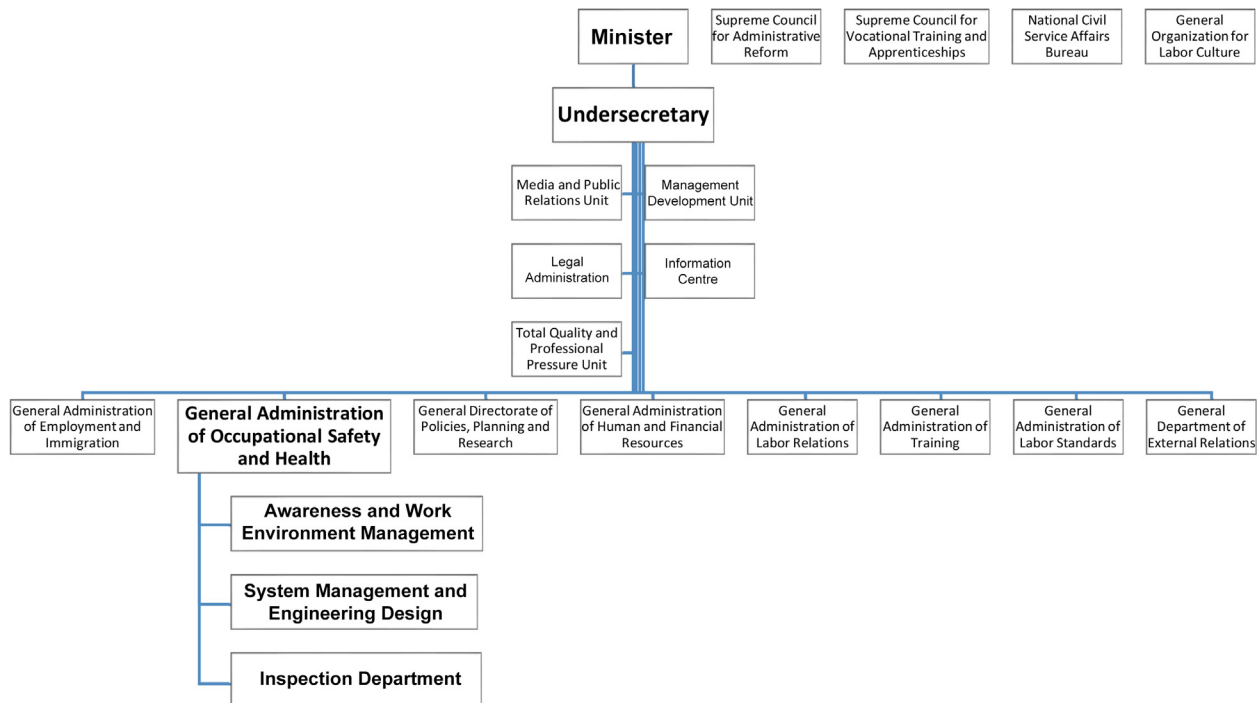 Minister
Supreme Council
for Administrative
Reform
Supreme Council for
Vocational Training and
Apprenticeships
National Civil
Service Affairs
Bureau
General
Organization for
Labor Culture
Undersecretary
Media and Public
Relations Unit
Management
Development Unit
Legal
Administration
Information
Centre
Total Quality and
Professional
Pressure Unit
General Administration
of Employment and
Immigration
General Administration
of Occupational Safety
and Health
General Directorate of
Policies, Planning and
Research
General Administration
of Human and Financial
Resources
General
Administration of
Labor Relations
General
Administration of
Training
General
Administration of
Labor Standards
General
Department of
External Relations
Awareness and Work
Environment Management
System Management and
Engineering Design
Inspection Department